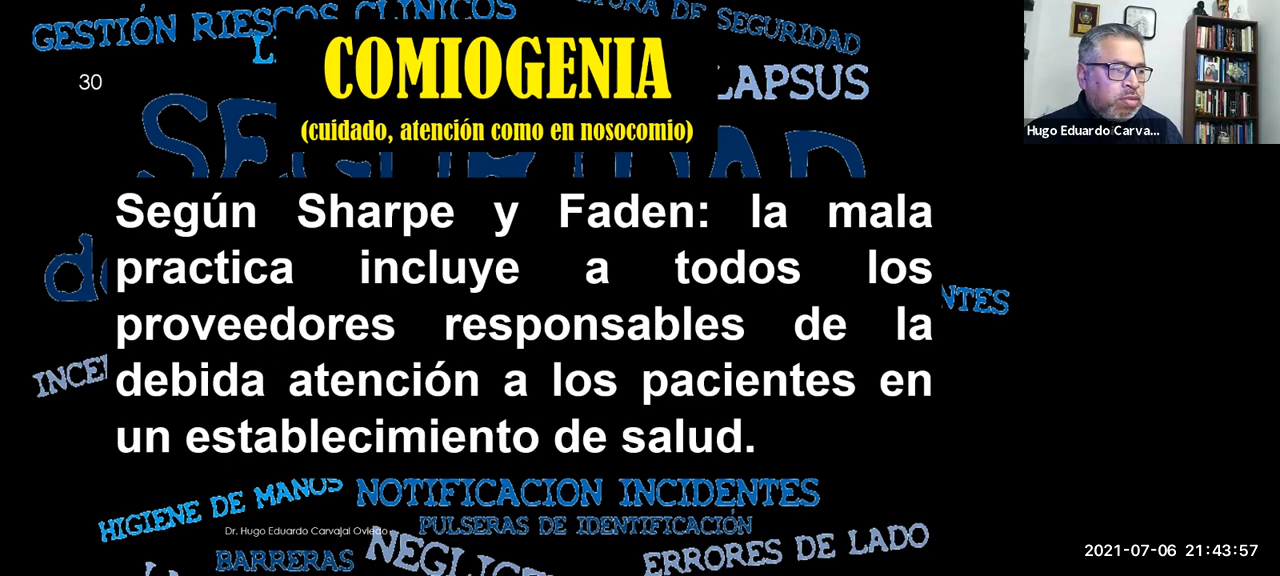 GESTIÓN RIESGOS CLÍNICOS
DE SEGURIDAD
COMIOGENIA
LAPSUS
30
(cuidado, atención como en nosocomio)
SEGURIDAD
Hugo Eduardo Carva...
Según Sharpe y Faden: la mala
practica incluye a todos los
proveedores responsables de la
debida atención a los pacientes en
un establecimiento de salud.
HIGIENE DE MANOS
NOTIFICACION INCIDENTES
PULSERAS DE IDENTIFICACIÓN
Dr. Hugo Eduardo Carvajal Oviedo
BARRERAS
ERRORES DE LADO
2021-07-06 21:43:57